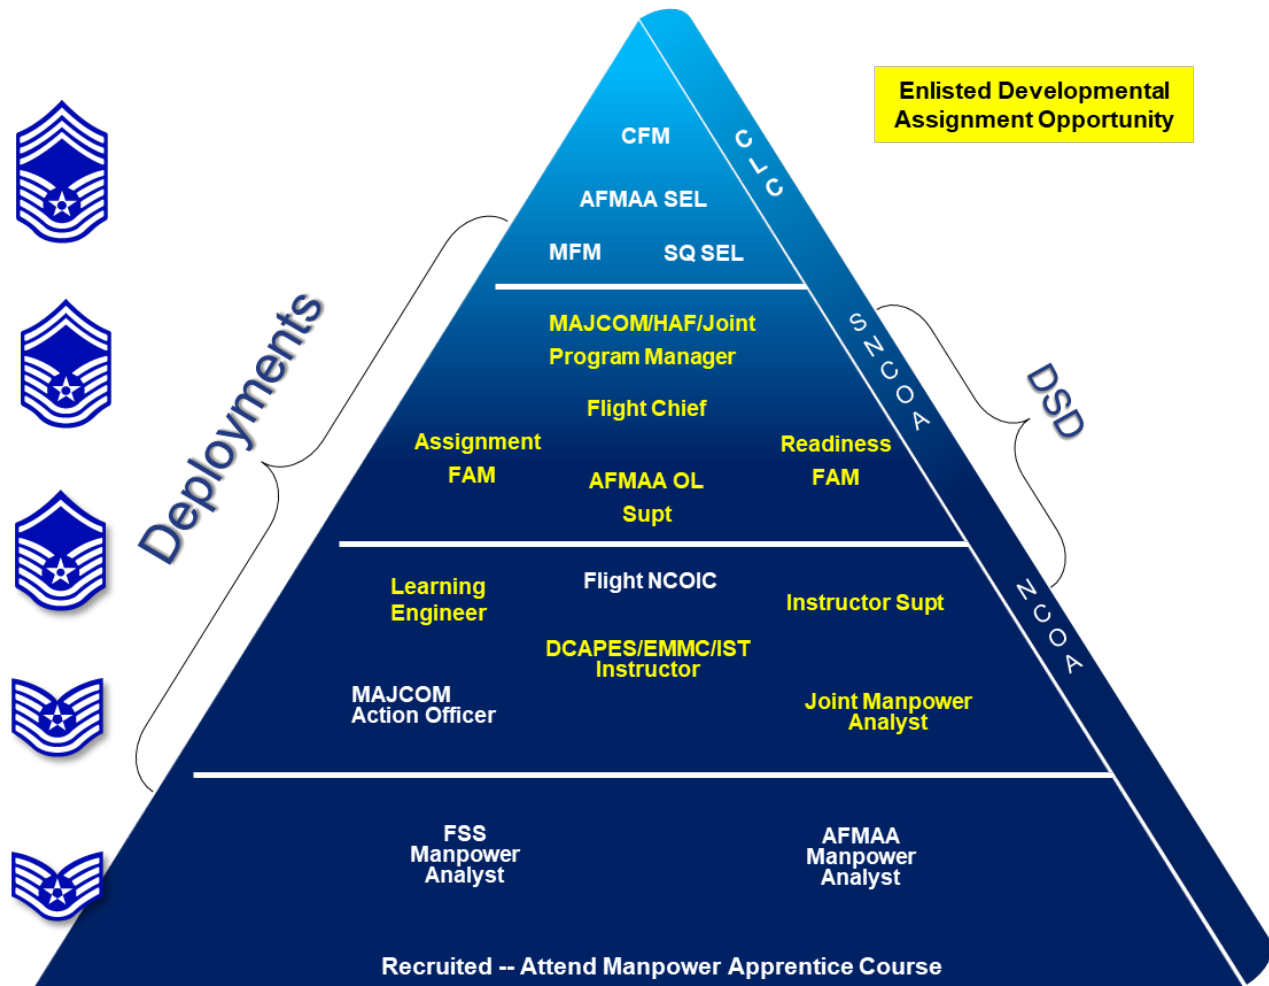 Enlisted Developmental
Assignment Opportunity
CFM
CLC
AFMAA SEL
MFM
SQ SEL
Deployments
MAJCOM/HAF/Joint
Program Manager
SNCOA
DSD
Flight Chief
Assignment
FAM
Readiness
FAM
AFMAA OL
Supt
Learning
Engineer
Flight NCOIC
Instructor Supt
NCOA
DCAPES/EMMC/IST
Instructor
MAJCOM
Action Officer
Joint Manpower
Analyst
FSS
Manpower
Analyst
AFMAA
Manpower
Analyst
Recruited -- Attend Manpower Apprentice Course